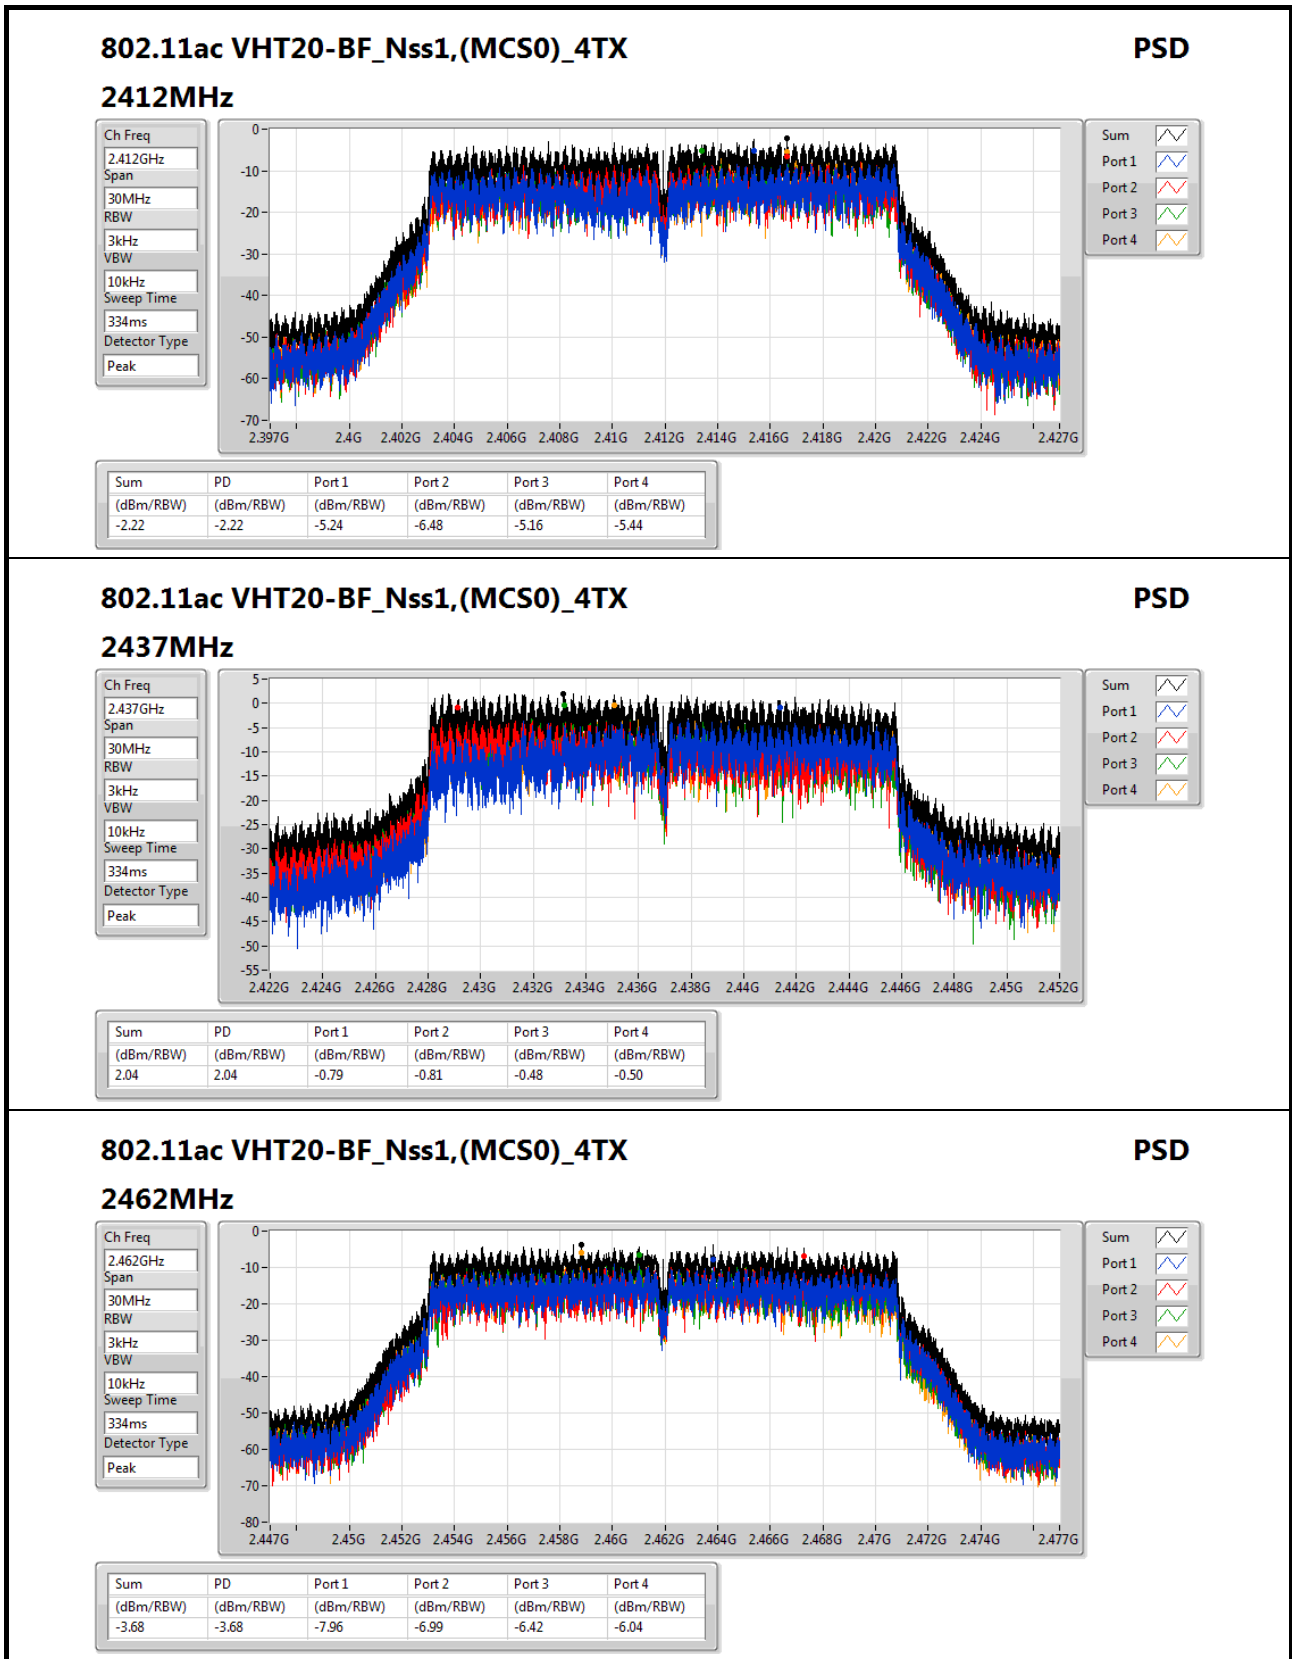 802.11ac VHT20-BF_Nss1,(MCS0)_4TX PSD
2412MHz
Ch Freq
2.412GHz
Span
30MHz
RBW
3kHz
VBW
10kHz
Sweep Time
334ms
Detector Type
Peak
0
-10
-20
-30
-40
-50
-60
-70
2.397G 2.4G 2.402G 2.404G 2.406G 2.408G 2.41G 2.412G 2.414G 2.416G 2.418G 2.42G 2.422G 2.424G 2.427G
Sum
Port 1
Port 2
Port 3
Port 4
Sum PD Port 1 Port 2 Port 3 Port 4
(dBm/RBW) (dBm/RBW) (dBm/RBW) (dBm/RBW) (dBm/RBW) (dBm/RBW)
-2.22 -2.22 -5.24 -6.48 -5.16 -5.44
802.11ac VHT20-BF_Nss1,(MCS0)_4TX PSD
2437MHz
Ch Freq
2.437GHz
Span
30MHz
RBW
3kHz
VBW
10kHz
Sweep Time
334ms
Detector Type
Peak
5
0
-5
-10
-15
-20
-25
-30
-35
-40
-45
-50
-55
2.422G 2.424G 2.426G 2.428G 2.43G 2.432G 2.434G 2.436G 2.438G 2.44G 2.442G 2.444G 2.446G 2.448G 2.45G 2.452G
Sum
Port 1
Port 2
Port 3
Port 4
Sum PD Port 1 Port 2 Port 3 Port 4
(dBm/RBW) (dBm/RBW) (dBm/RBW) (dBm/RBW) (dBm/RBW) (dBm/RBW)
2.04 2.04 -0.79 -0.81 -0.48 -0.50
802.11ac VHT20-BF_Nss1,(MCS0)_4TX PSD
2462MHz
Ch Freq
2.462GHz
Span
30MHz
RBW
3kHz
VBW
10kHz
Sweep Time
334ms
Detector Type
Peak
0
-10
-20
-30
-40
-50
-60
-70
-80
2.447G 2.45G 2.452G 2.454G 2.456G 2.458G 2.46G 2.462G 2.464G 2.466G 2.468G 2.47G 2.472G 2.474G 2.477G
Sum
Port 1
Port 2
Port 3
Port 4
Sum PD Port 1 Port 2 Port 3 Port 4
(dBm/RBW) (dBm/RBW) (dBm/RBW) (dBm/RBW) (dBm/RBW) (dBm/RBW)
-3.68 -3.68 -7.96 -6.99 -6.42 -6.04